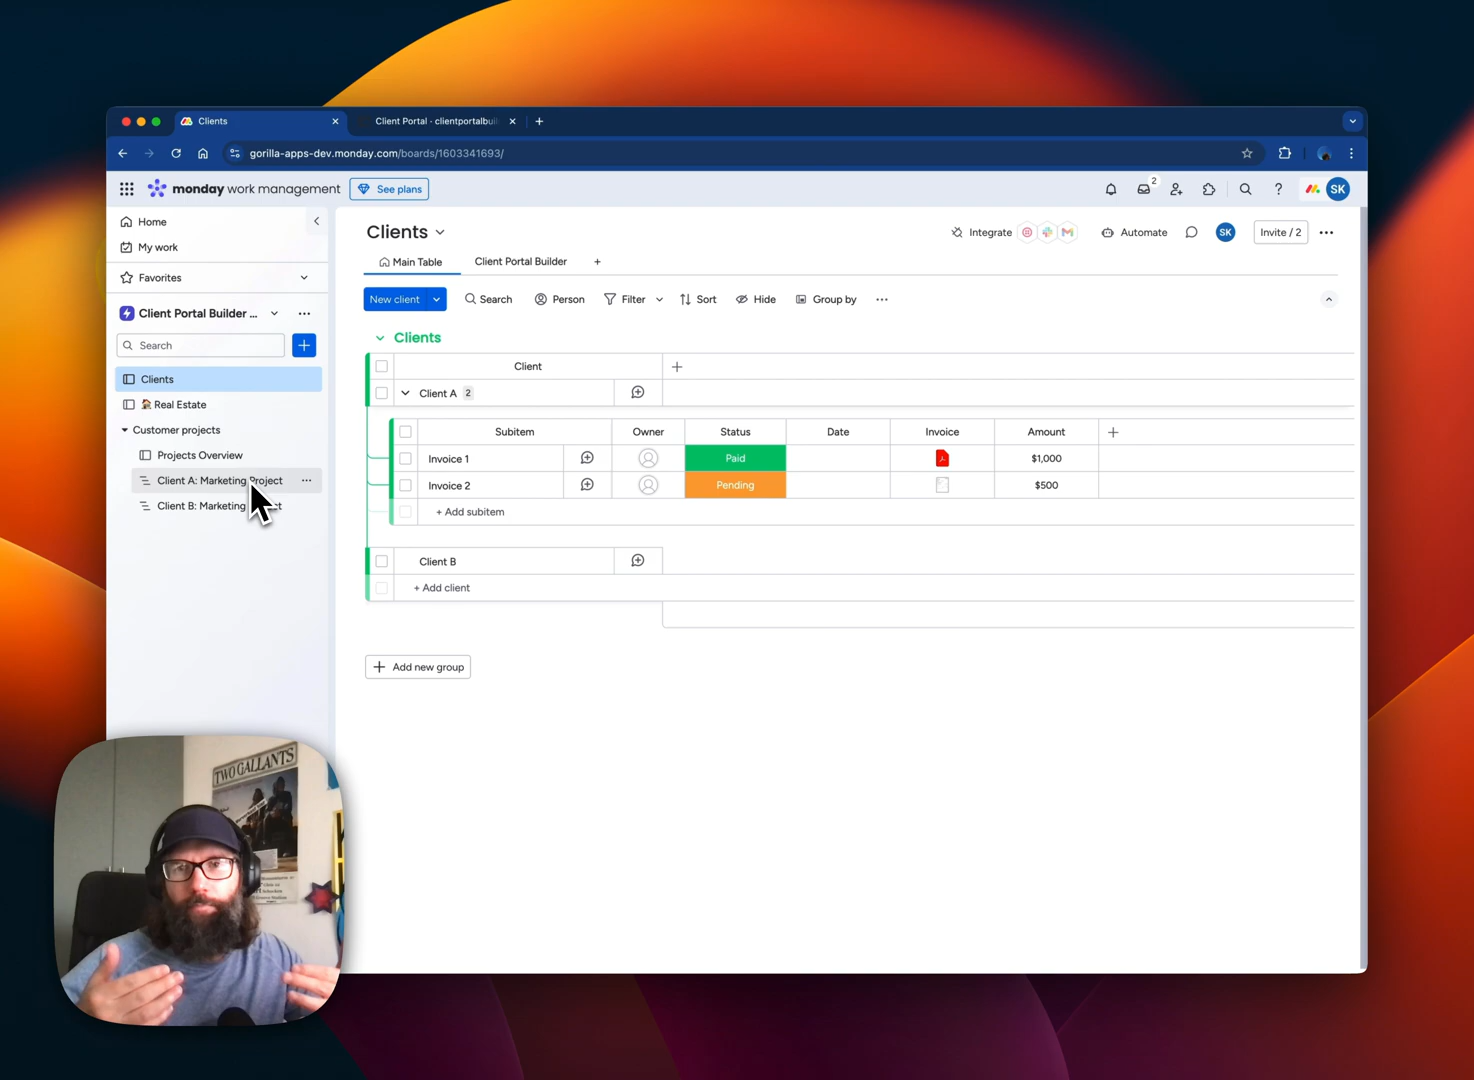 Clients
Client Portal - clientportalbuil
gorilla-apps-dev.monday.com/boards/1603341693/
monday work management
See plans
2
SK
Home
My work
Favorites
Client Portal Builder ...
Search
Clients
Real Estate
Customer projects
Projects Overview
Client A: Marketing Project
Client B: Marketing
Clients
Integrate
Automate
SK
Invite / 2
Main Table
Client Portal Builder
New client
Search
Person
Filter
Sort
Hide
Group by
Clients
Client
Client A 2
Subitem Owner Status Date Invoice Amount
Invoice 1 Paid $1,000
Invoice 2 Pending $500
+ Add subitem
Client B
+ Add client
Add new group
TWO GALLANTS